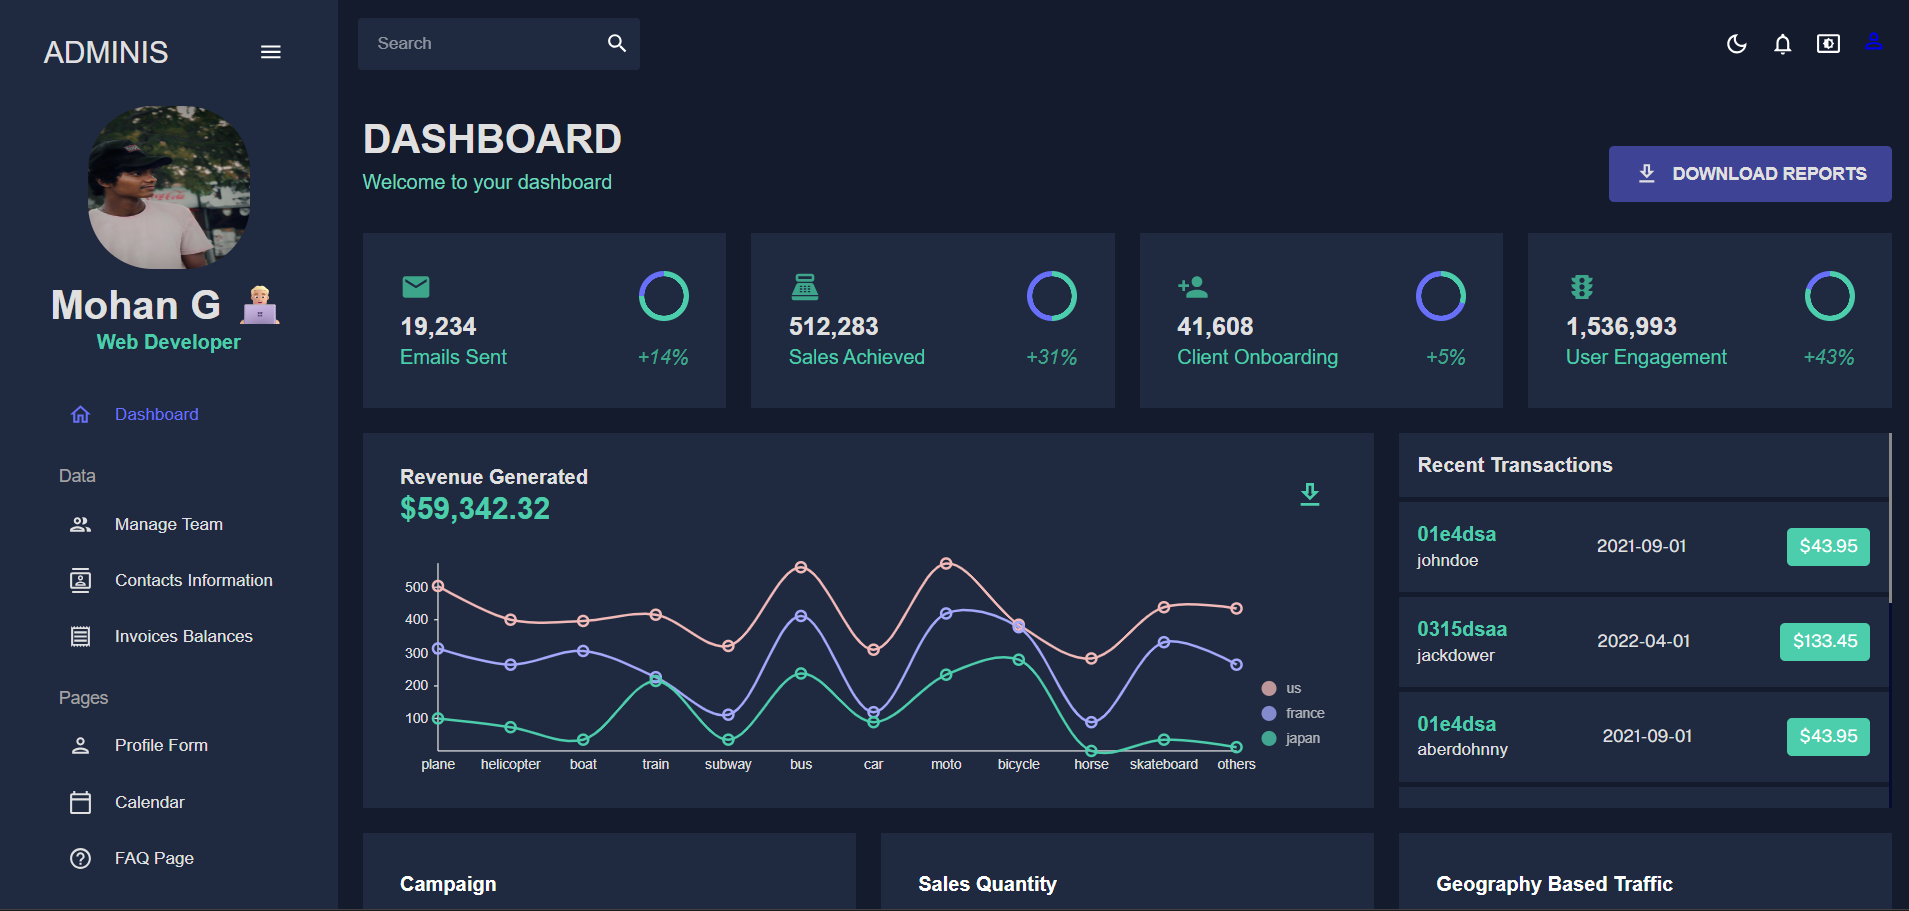 ADMINIS
Mohan G
Web Developer
Dashboard
Data
Manage Team
Contacts Information
Invoices Balances
Pages
Profile Form
Calendar
FAQ Page
Search
DASHBOARD
Welcome to your dashboard
DOWNLOAD REPORTS
19,234
Emails Sent
+14%
512,283
Sales Achieved
+31%
41,608
Client Onboarding
+5%
1,536,993
User Engagement
+43%
Revenue Generated
$59,342.32
500
400
300
200
100
plane helicopter boat train subway bus car moto bicycle horse skateboard others
us
france
japan
Recent Transactions
01e4dsa
johndoe
2021-09-01
$43.95
0315dsaa
jackdower
2022-04-01
$133.45
01e4dsa
aberdohnny
2021-09-01
$43.95
Campaign
Sales Quantity
Geography Based Traffic